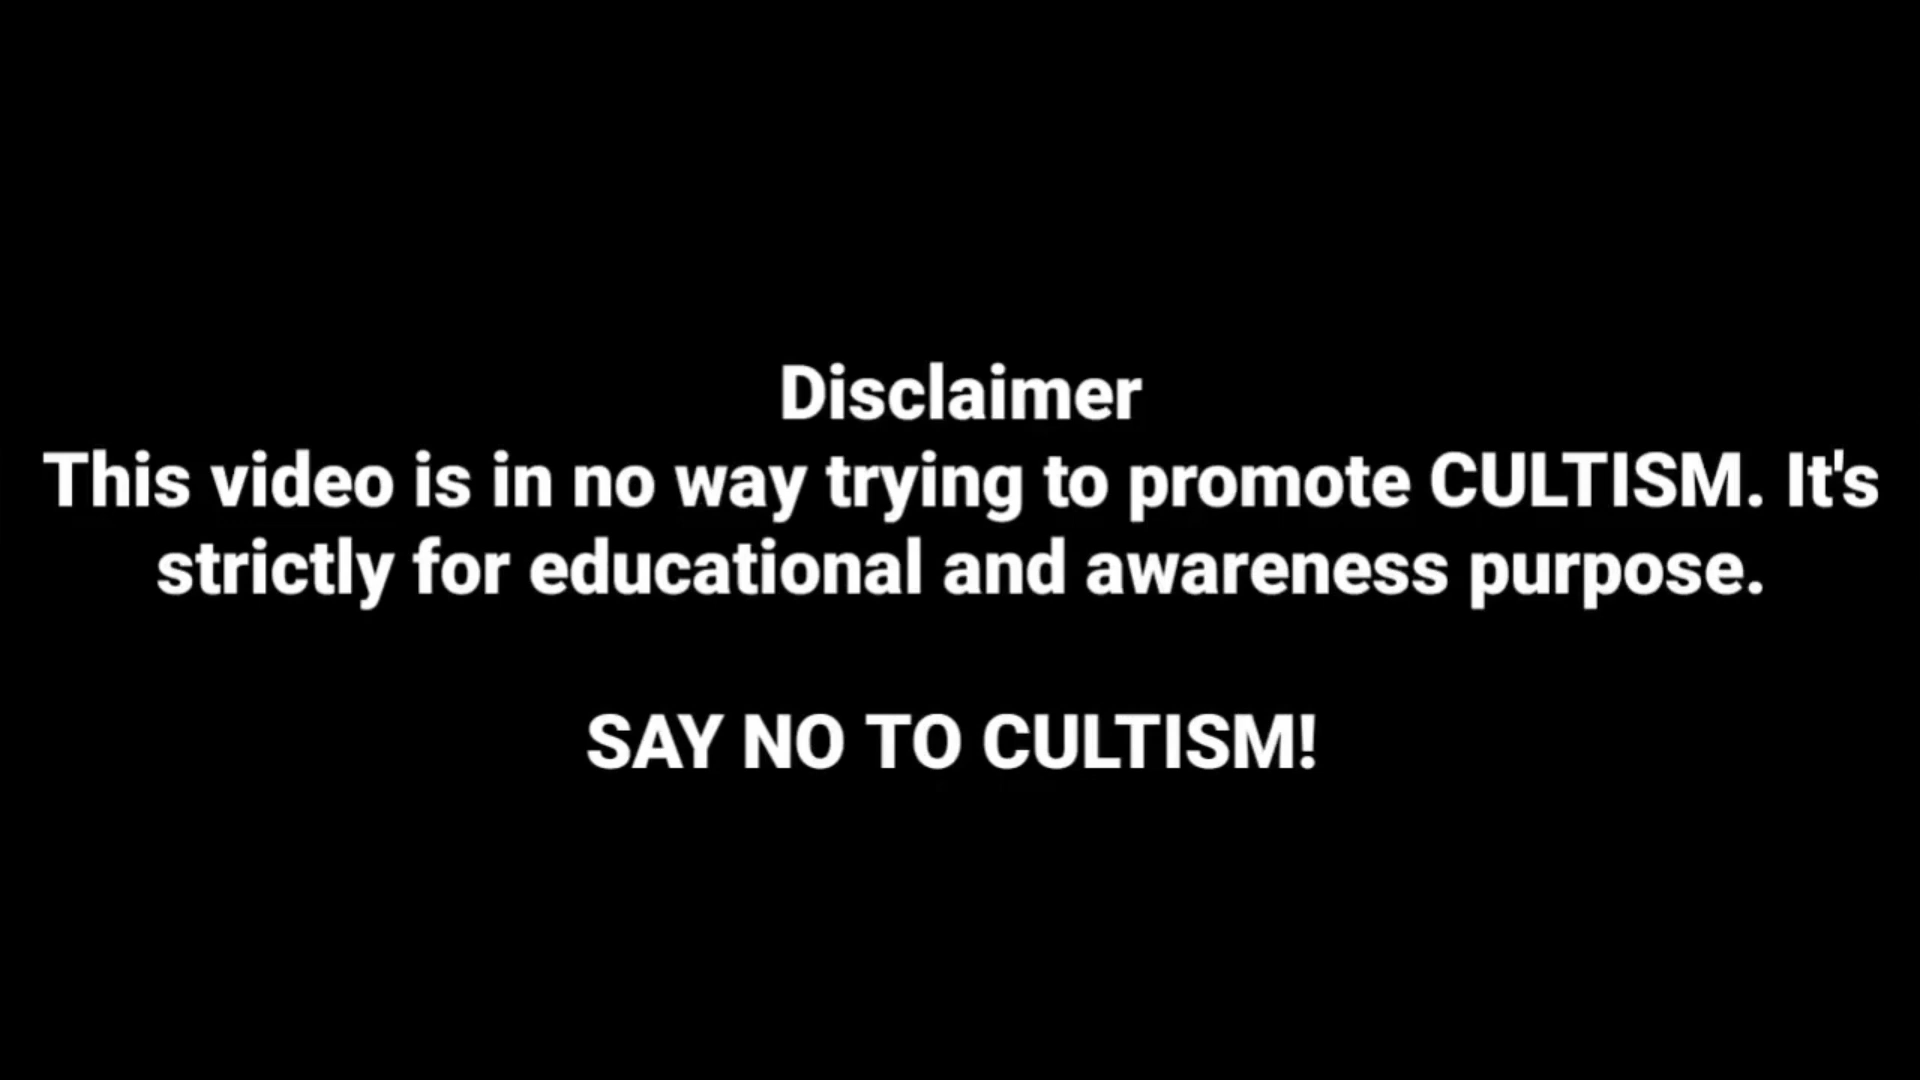 Disclaimer
This video is in no way trying to promote CULTISM. It's
strictly for educational and awareness purpose.
SAY NO TO CULTISM!